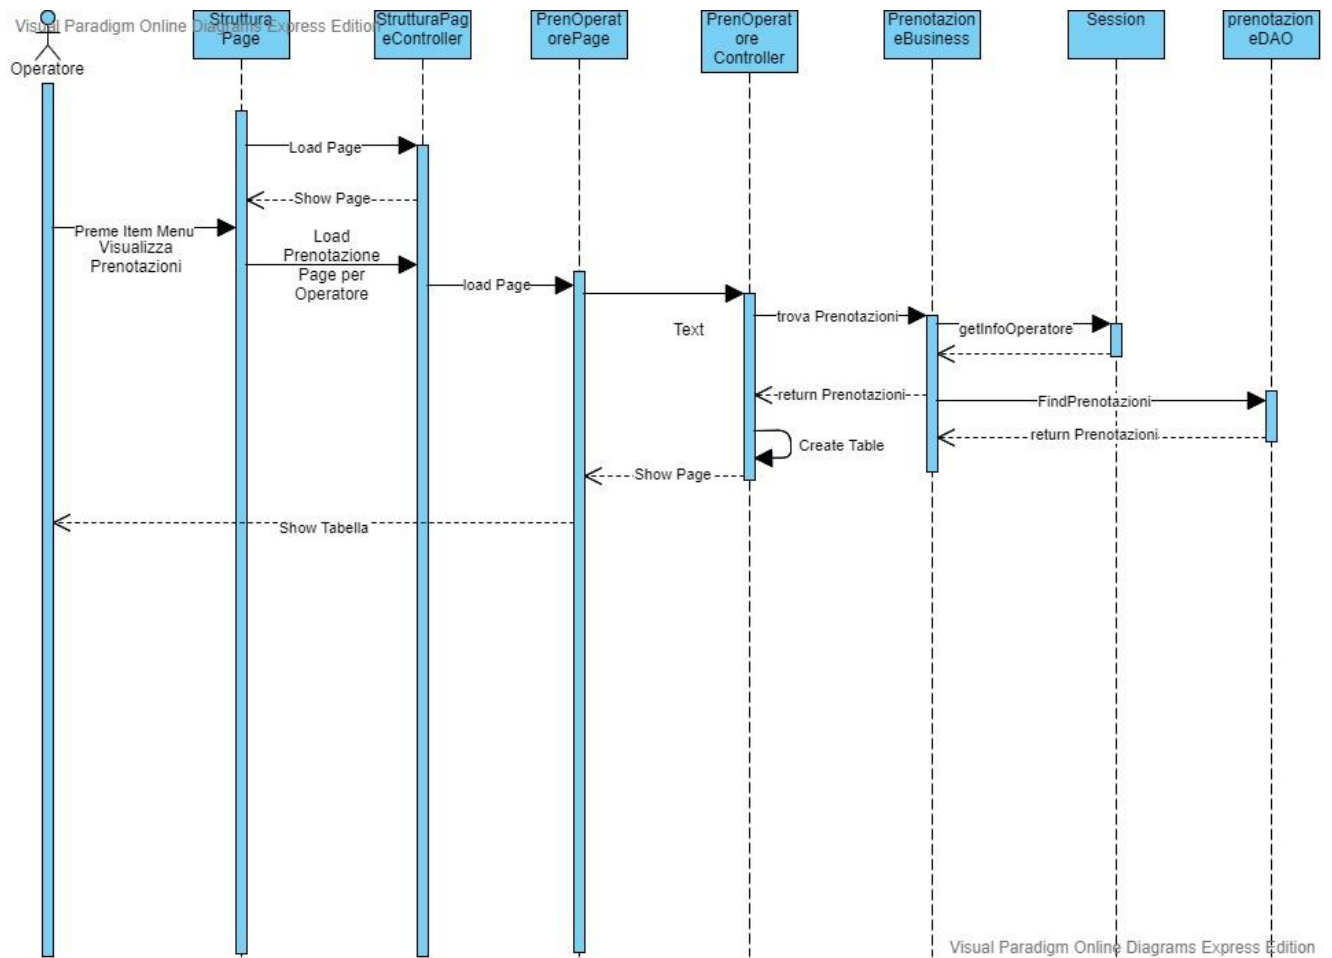 Visual Paradigm Online Diagrams Express Edition
Operatore
Struttura
Page
StrutturaPag
eController
PrenOperat
orePage
PrenOperat
ore
Controller
Prenotazion
eBusiness
Session
prenotazion
eDAO
Load Page
Show Page
Preme Item Menu
Visualizza
Prenotazioni
Load
Prenotazione
Page per
Operatore
load Page
Text
trova Prenotazioni
getInfoOperatore
return Prenotazioni
FindPrenotazioni
return Prenotazioni
Create Table
Show Page
Show Tabella
Visual Paradigm Online Diagrams Express Edition